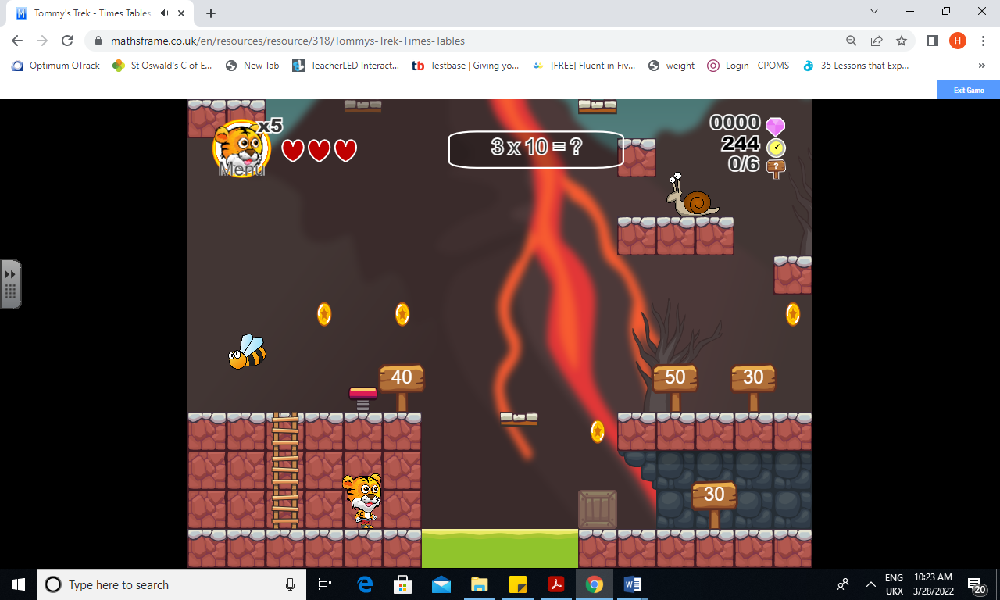 Tommy's Trek - Times Tables
mathsframe.co.uk/en/resources/resource/318/Tommys-Trek-Times-Tables
H
Optimum OTrack
St Oswald's C of E...
New Tab
TeacherLED Interact...
tb Testbase | Giving yo...
[FREE] Fluent in Fiv...
weight
Login - CPOMS
35 Lessons that Exp...
Exit Game
x5
Menu
3 x 10 = ?
0000
244
0/6
?
40
50
30
30
Type here to search
ENG
UKX
10:23 AM
3/28/2022
20